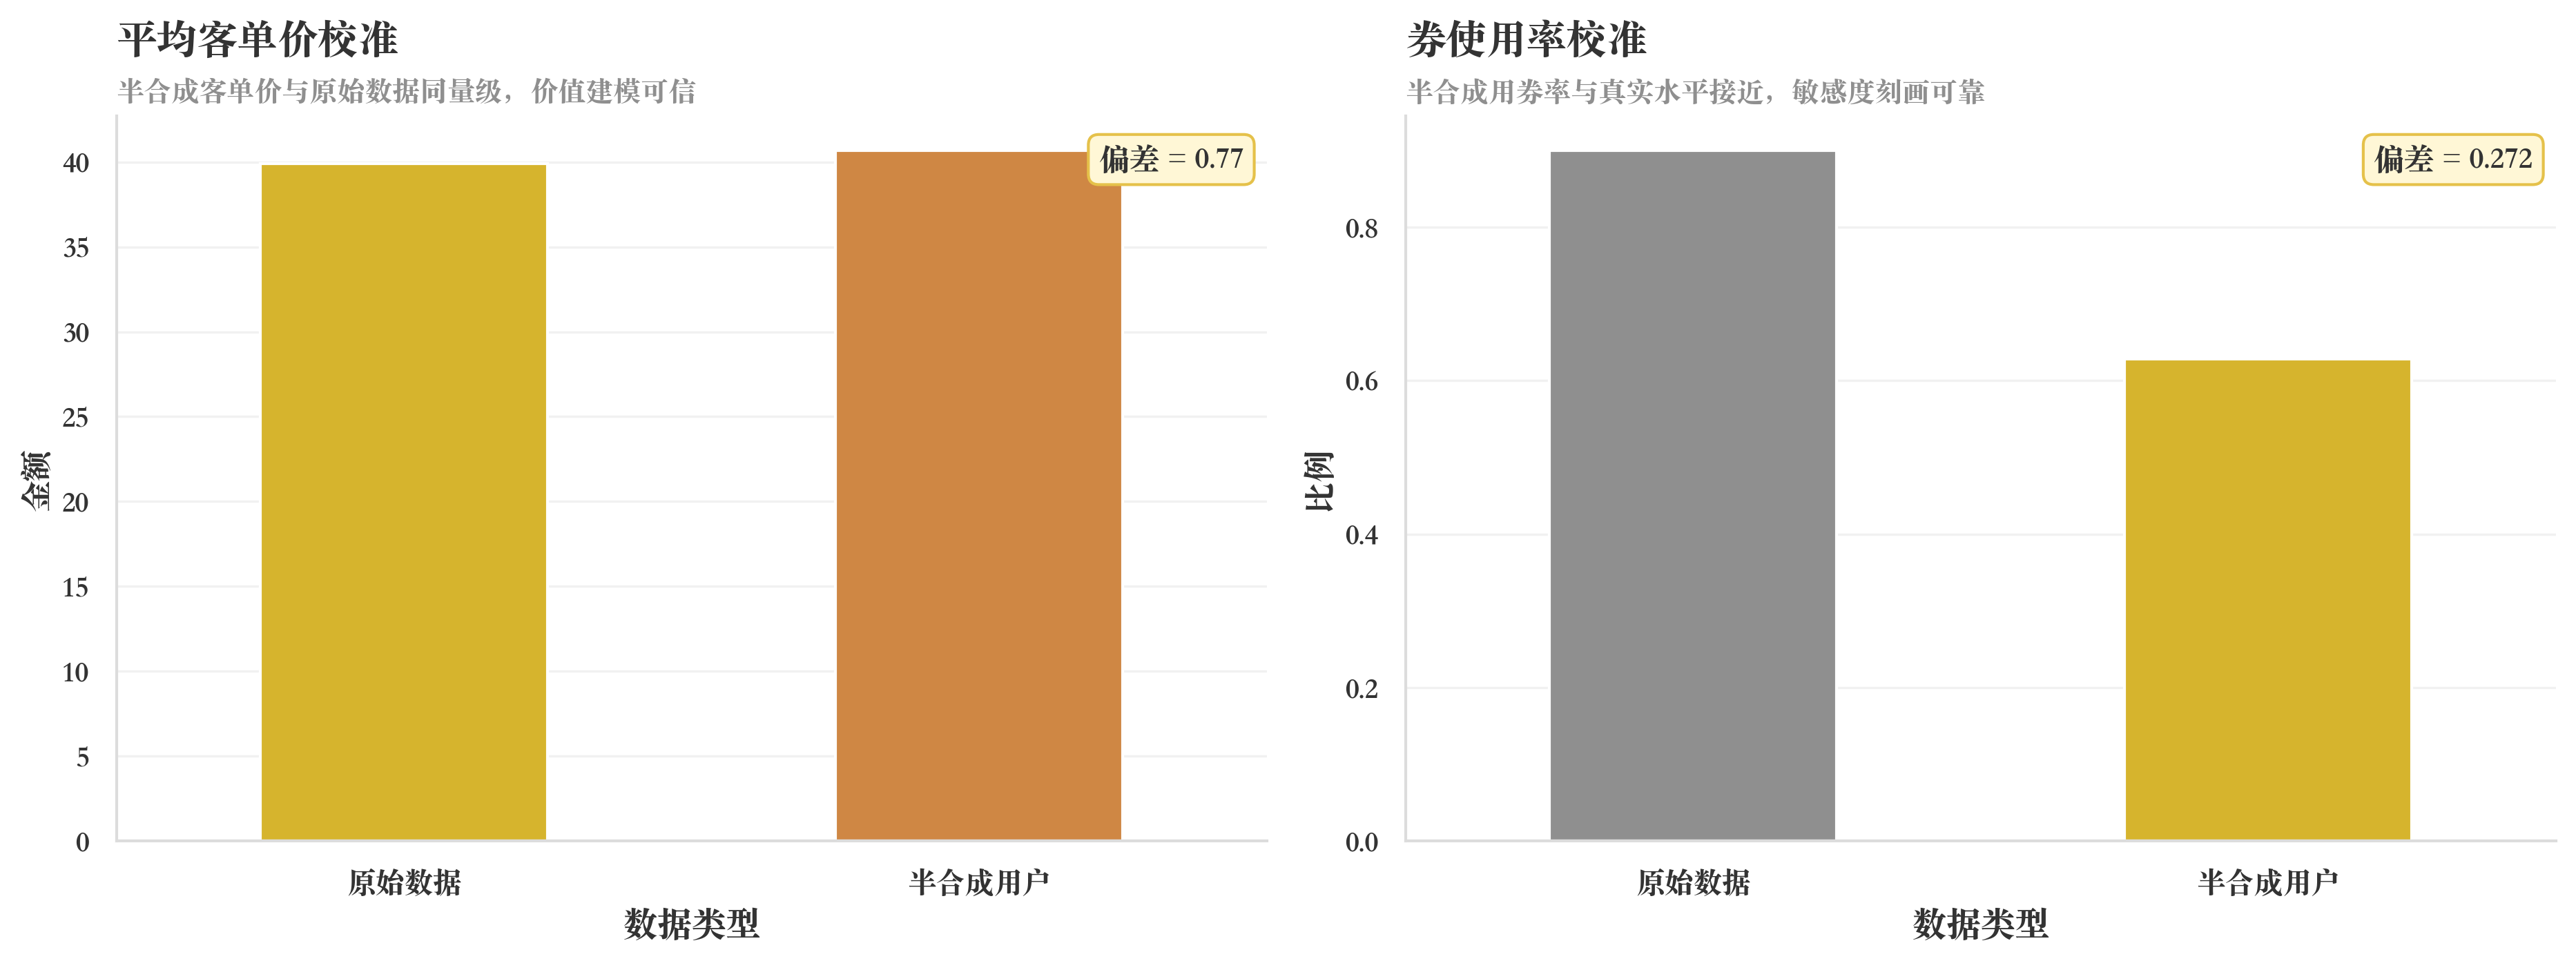 平均客单价校准
半合成客单价与原始数据同量级，价值建模可信
偏差 = 0.77
金额
40
35
30
25
20
15
10
5
0
原始数据
半合成用户
数据类型
券使用率校准
半合成用券率与真实水平接近，敏感度刻画可靠
偏差 = 0.272
比例
0.8
0.6
0.4
0.2
0.0
原始数据
半合成用户
数据类型